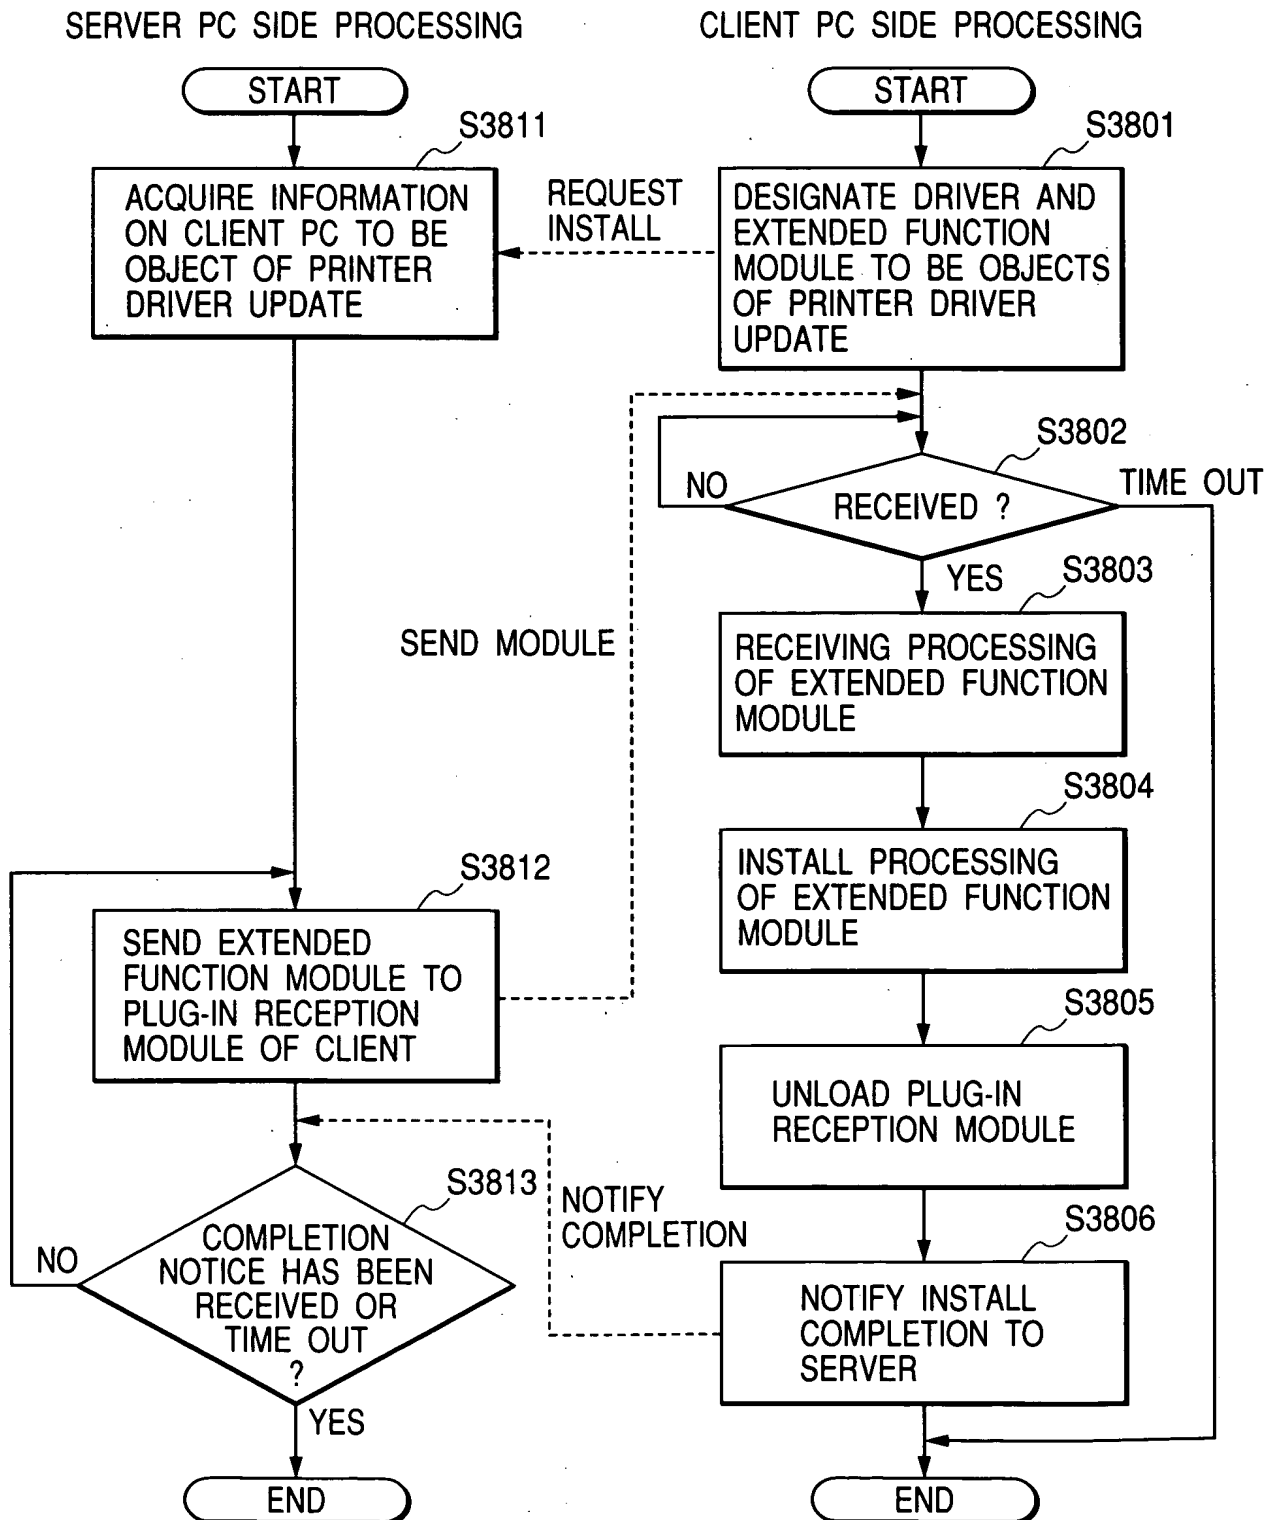 SERVER PC SIDE PROCESSING
START
S3811
ACQUIRE INFORMATION
ON CLIENT PC TO BE
OBJECT OF PRINTER
DRIVER UPDATE
REQUEST
INSTALL
CLIENT PC SIDE PROCESSING
START
S3801
DESIGNATE DRIVER AND
EXTENDED FUNCTION
MODULE TO BE OBJECTS
OF PRINTER DRIVER
UPDATE
S3802
NO
RECEIVED ?
TIME OUT
YES
S3803
SEND MODULE
RECEIVING PROCESSING
OF EXTENDED FUNCTION
MODULE
S3804
INSTALL PROCESSING
OF EXTENDED FUNCTION
MODULE
S3812
SEND EXTENDED
FUNCTION MODULE TO
PLUG-IN RECEPTION
MODULE OF CLIENT
S3805
UNLOAD PLUG-IN
RECEPTION MODULE
S3813
NO
COMPLETION
NOTICE HAS BEEN
RECEIVED OR
TIME OUT
?
NOTIFY
COMPLETION
S3806
NOTIFY INSTALL
COMPLETION TO
SERVER
YES
END
END